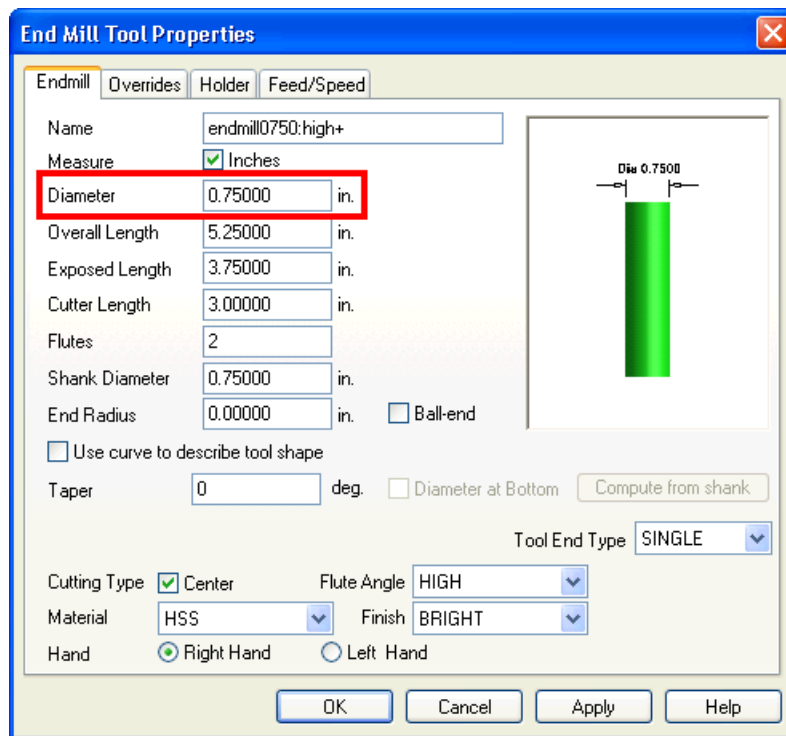 End Mill Tool Properties
Endmill Overrides Holder Feed/Speed
Name endmill0750:high+
Measure Inches
Diameter 0.75000 in.
Dia 0.7500
Overall Length 5.25000 in.
Exposed Length 3.75000 in.
Cutter Length 3.00000 in.
Flutes 2
Shank Diameter 0.75000 in.
End Radius 0.00000 in. Ball-end
Use curve to describe tool shape
Taper 0 deg. Diameter at Bottom Compute from shank
Tool End Type SINGLE
Cutting Type Center Flute Angle HIGH
Material HSS Finish BRIGHT
Hand Right Hand Left Hand
OK Cancel Apply Help